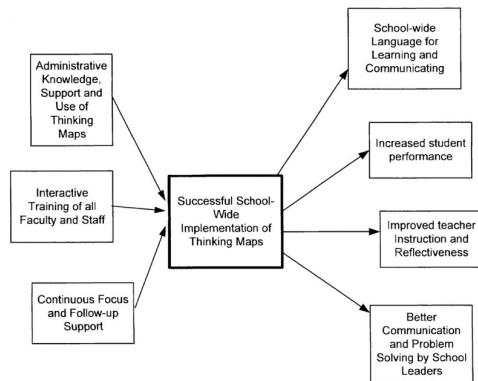 Administrative
Knowledge,
Support and
Use of
Thinking
Maps
Interactive
Training of all
Faculty and Staff
Continuous Focus
and Follow-up
Support
Successful School-
Wide
Implementation of
Thinking Maps
School-wide
Language for
Learning and
Communicating
Increased student
performance
Improved teacher
Instruction and
Reflectiveness
Better
Communication
and Problem
Solving by School
Leaders